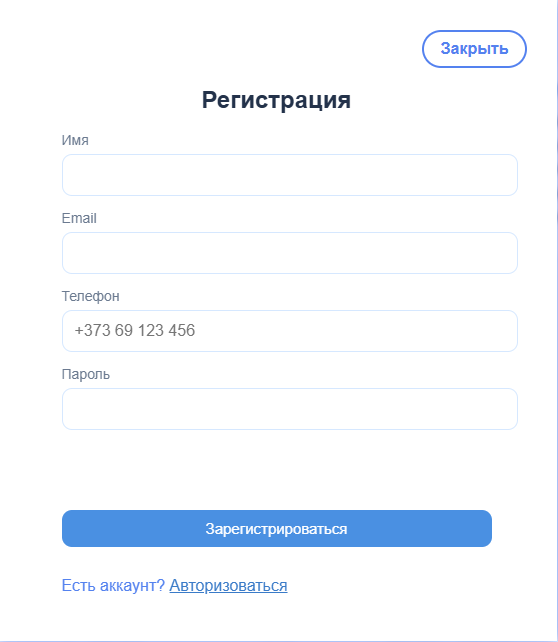 Закрыть
Регистрация
Имя
Email
Телефон
+373 69 123 456
Пароль
Зарегистрироваться
Есть аккаунт? Авторизоваться